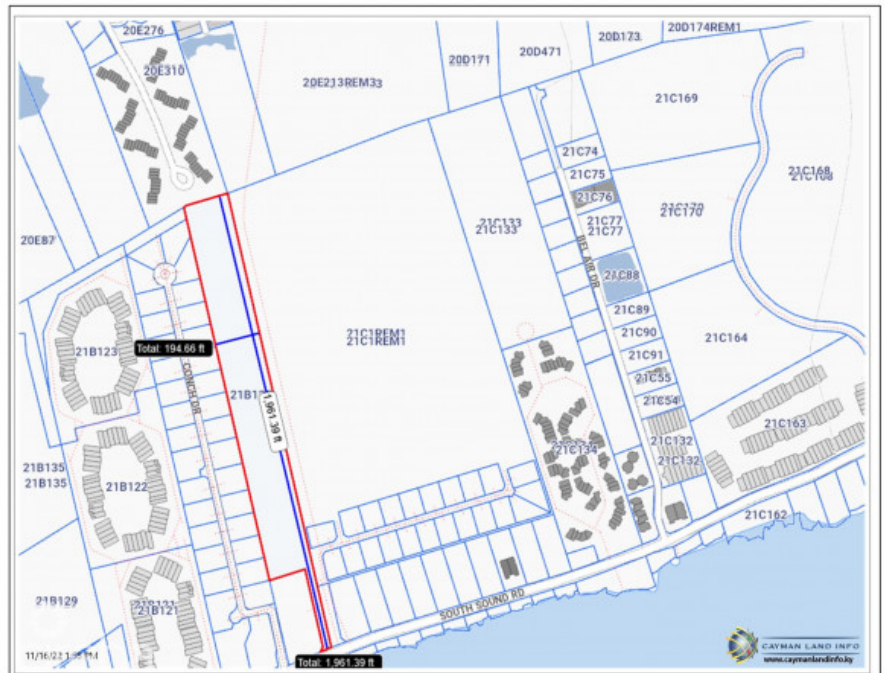 20E276
20D174REM1
20D173
20D471
20D171
20E310
20E213REM33
21C169
21C74
21C75
21C168
21C76
21C170
21C170
21C77
21C77
21C133
21C133
20E87
BEL AIR DR
21C88
21C89
21C1REM1
21C1REM1
21C90
21C164
Total: 194.66 ft
21B123
21C91
CONCH DR
21C55
1,961.39 ft
21C54
21C163
21C132
21C132
21C134
21B135
21B135
21B122
21C162
21B129
21B121
SOUTH SOUND RD
CAYMAN LAND INFO
www.caymanlandinfo.ky
Total: 1,961.39 ft